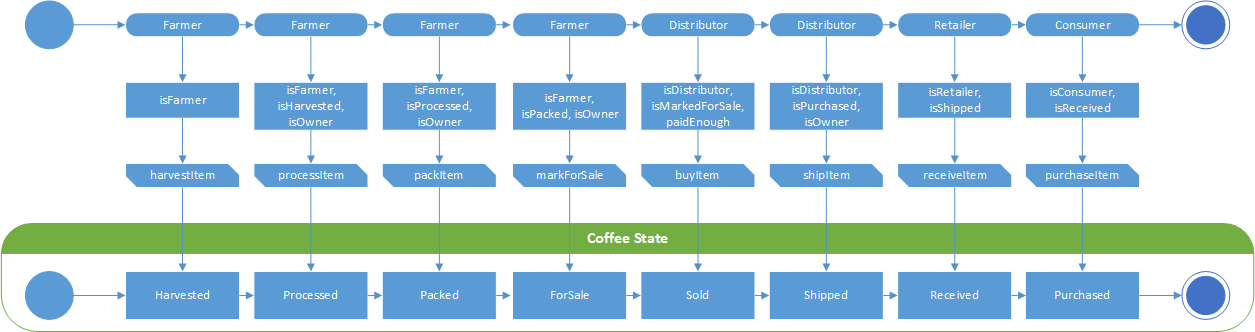 Farmer
Farmer
Farmer
Farmer
Distributor
Distributor
Retailer
Consumer
isFarmer
isFarmer,
isHarvested,
isOwner
isFarmer,
isProcessed,
isOwner
isFarmer,
isPacked, isOwner
isDistributor,
isMarkedForSale,
paidEnough
isDistributor,
isPurchased,
isOwner
isRetailer,
isShipped
isConsumer,
isReceived
harvestItem
processItem
packItem
markForSale
buyItem
shipItem
receiveItem
purchaseItem
Coffee State
Harvested
Processed
Packed
ForSale
Sold
Shipped
Received
Purchased